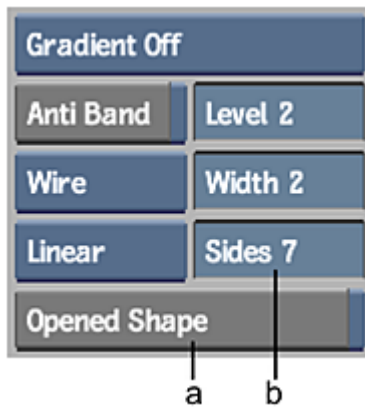 Gradient Off
Anti Band Level 2
Wire Width 2
Linear Sides 7
Opened Shape
a b